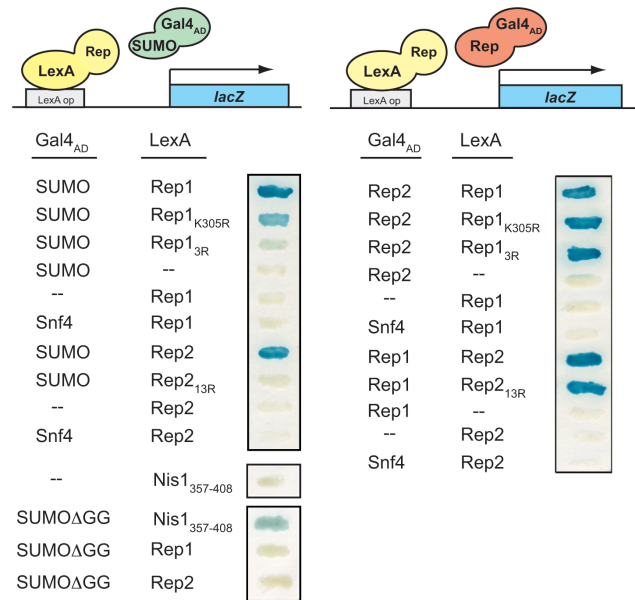 Gal4AD
SUMO
Rep
LexA
LexA op
lacZ
Gal4AD LexA
SUMO Rep1
SUMO Rep1K305R
SUMO Rep13R
SUMO --
-- Rep1
Snf4 Rep1
SUMO Rep2
SUMO Rep213R
-- Rep2
Snf4 Rep2
-- Nis1357-408
SUMOΔGG Nis1357-408
SUMOΔGG Rep1
SUMOΔGG Rep2
Gal4AD
Rep
Rep
LexA
LexA op
lacZ
Gal4AD LexA
Rep2 Rep1
Rep2 Rep1K305R
Rep2 Rep13R
Rep2 --
-- Rep1
Snf4 Rep1
Rep1 Rep2
Rep1 Rep213R
Rep1 --
-- Rep2
Snf4 Rep2